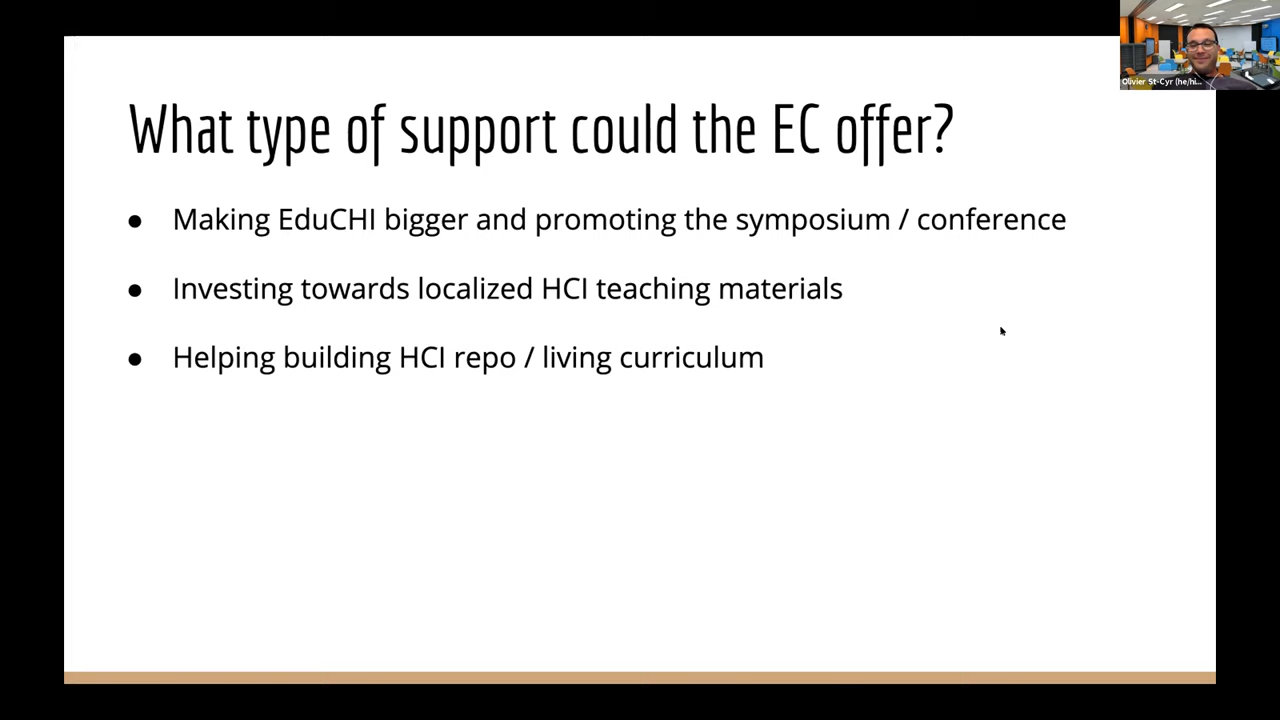 What type of support could the EC offer?
● Making EduCHI bigger and promoting the symposium / conference
● Investing towards localized HCI teaching materials
● Helping building HCI repo / living curriculum
Olivier St-Cyr (he/hi...